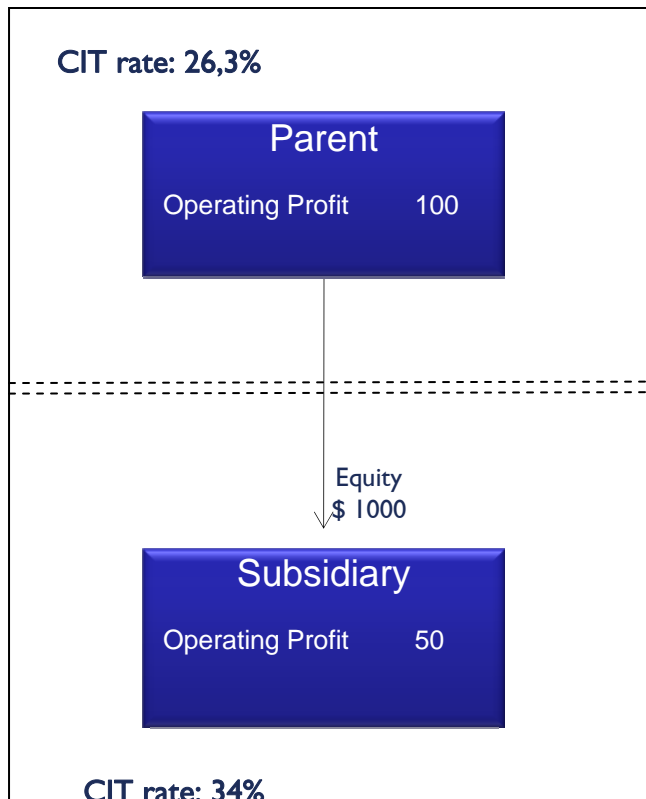 CIT rate: 26,3%
Parent
Operating Profit 100
Equity
$ 1000
Subsidiary
Operating Profit 50
CIT rate: 34%